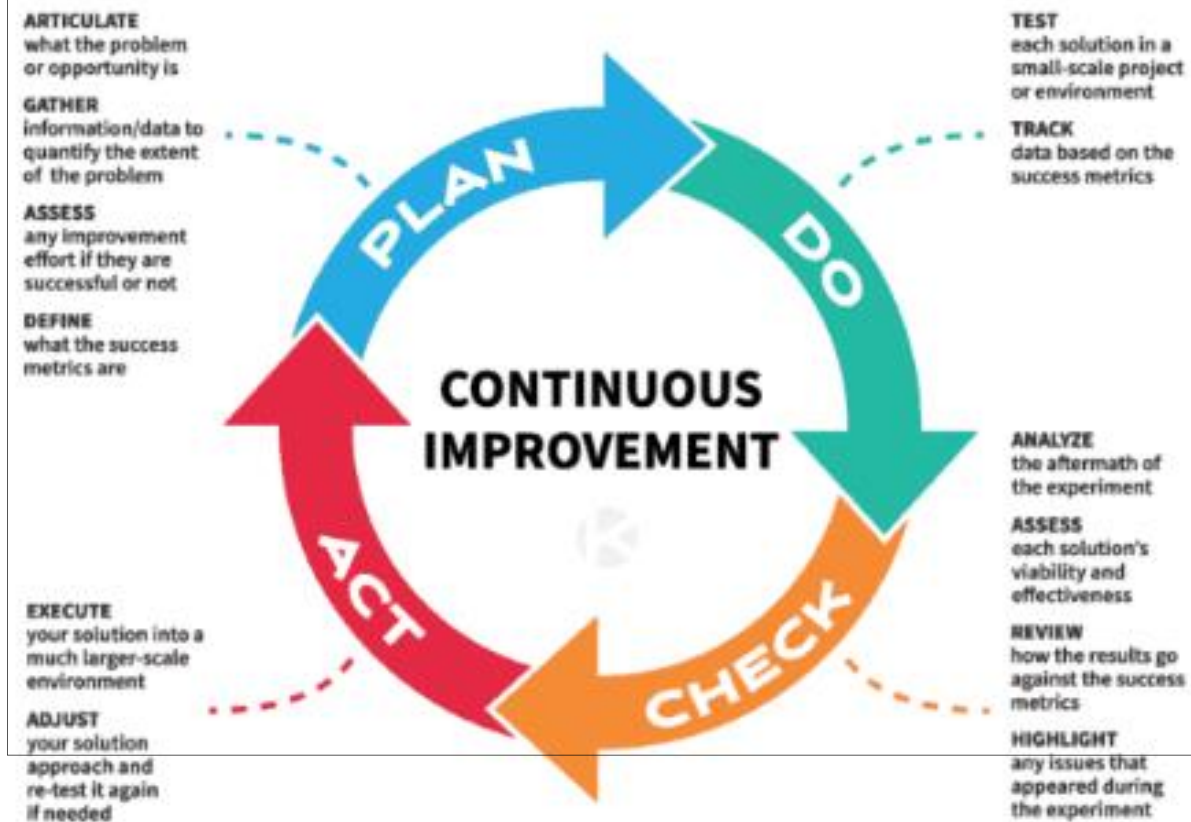 ARTICULATE
what the problem
or opportunity is
GATHER
information/data to
quantify the extent
of the problem
ASSESS
any improvement
effort if they are
successful or not
DEFINE
what the success
metrics are
PLAN
TEST
each solution in a
small-scale project
or environment
TRACK
data based on the
success metrics
DO
CONTINUOUS
IMPROVEMENT
ANALYZE
the aftermath of
the experiment
ASSESS
each solution's
viability and
effectiveness
REVIEW
how the results go
against the success
metrics
HIGHLIGHT
any issues that
appeared during
the experiment
CHECK
EXECUTE
your solution into a
much larger-scale
environment
ADJUST
your solution
approach and
re-test it again
if needed
ACT
K